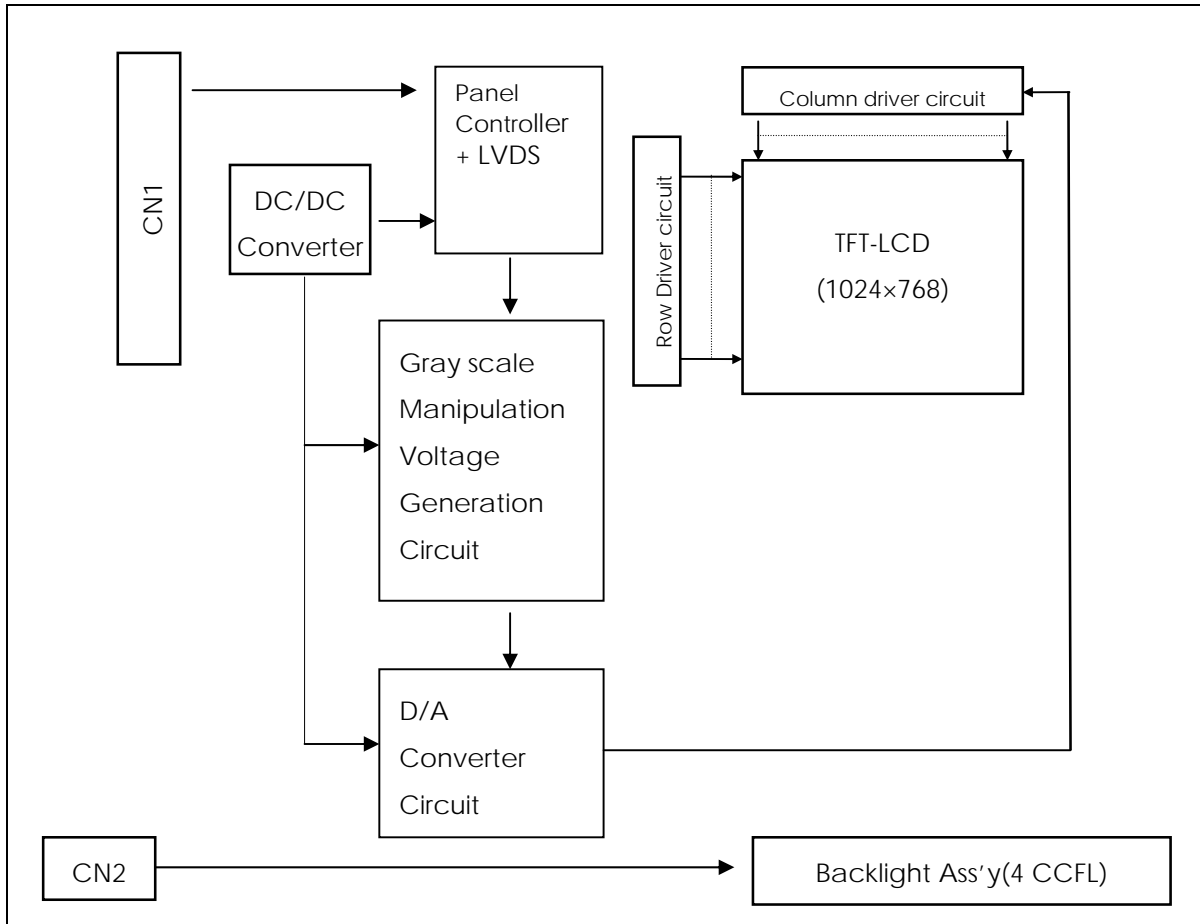 CN1
Panel
Controller
+ LVDS
DC/DC
Converter
Gray scale
Manipulation
Voltage
Generation
Circuit
D/A
Converter
Circuit
Column driver circuit
Row Driver circuit
TFT-LCD
(1024×768)
CN2
Backlight Ass'y(4 CCFL)